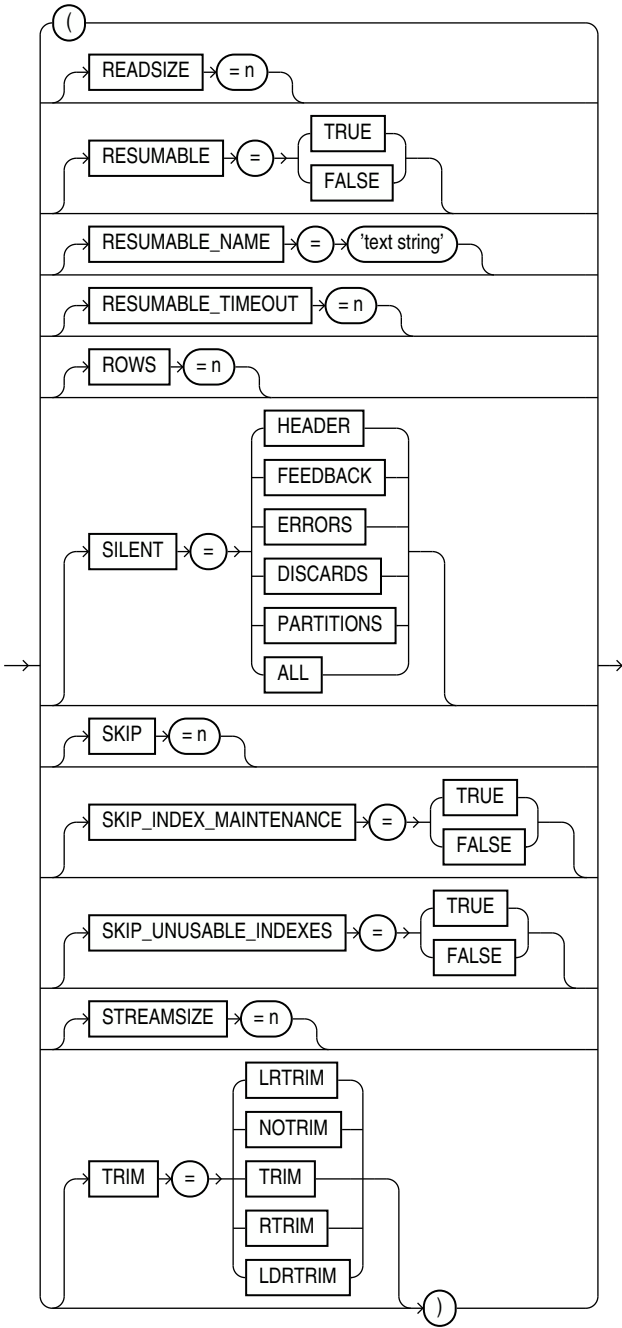 (
READSIZE = n
RESUMABLE = TRUE
FALSE
RESUMABLE_NAME = 'text string'
RESUMABLE_TIMEOUT = n
ROWS = n
SILENT = HEADER
FEEDBACK
ERRORS
DISCARDS
PARTITIONS
ALL
SKIP = n
SKIP_INDEX_MAINTENANCE = TRUE
FALSE
SKIP_UNUSABLE_INDEXES = TRUE
FALSE
STREAMSIZE = n
TRIM = LRTRIM
NOTRIM
TRIM
RTRIM
LDRTRIM
)